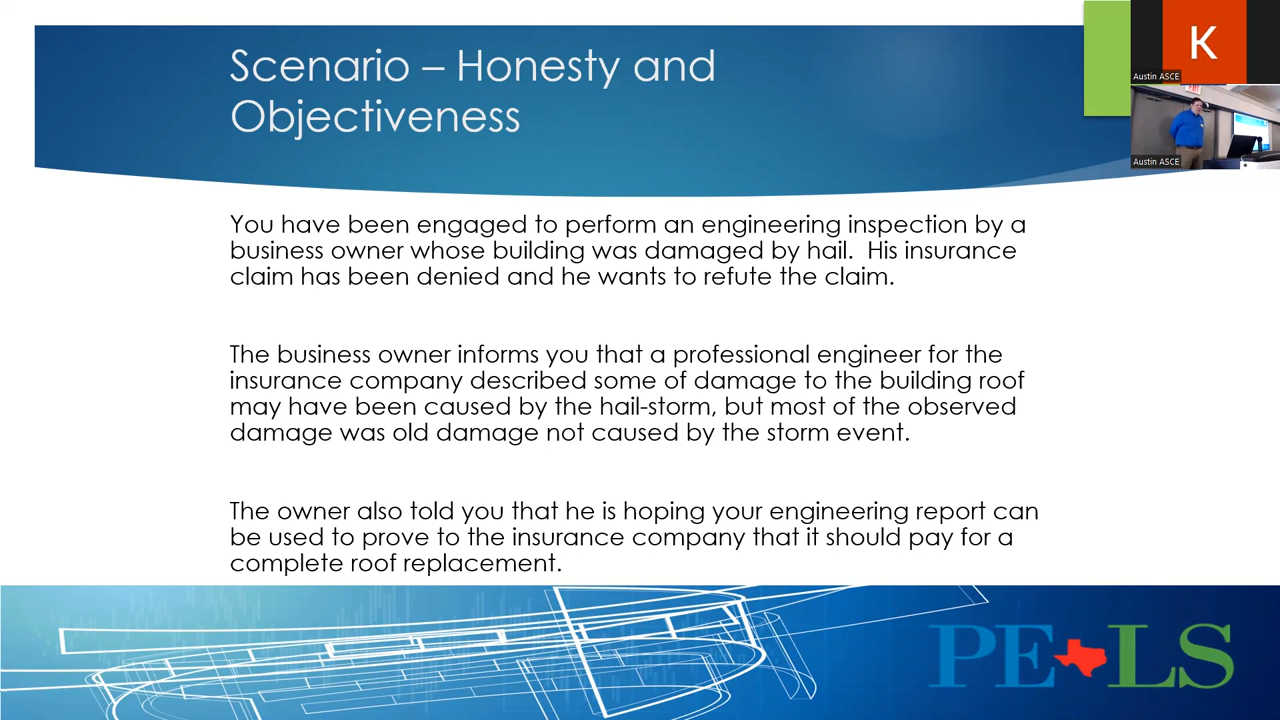 Scenario – Honesty and
Objectiveness
K
Austin ASCE
Austin ASCE
You have been engaged to perform an engineering inspection by a
business owner whose building was damaged by hail.  His insurance
claim has been denied and he wants to refute the claim.
The business owner informs you that a professional engineer for the
insurance company described some of damage to the building roof
may have been caused by the hail-storm, but most of the observed
damage was old damage not caused by the storm event.
The owner also told you that he is hoping your engineering report can
be used to prove to the insurance company that it should pay for a
complete roof replacement.
PE LS